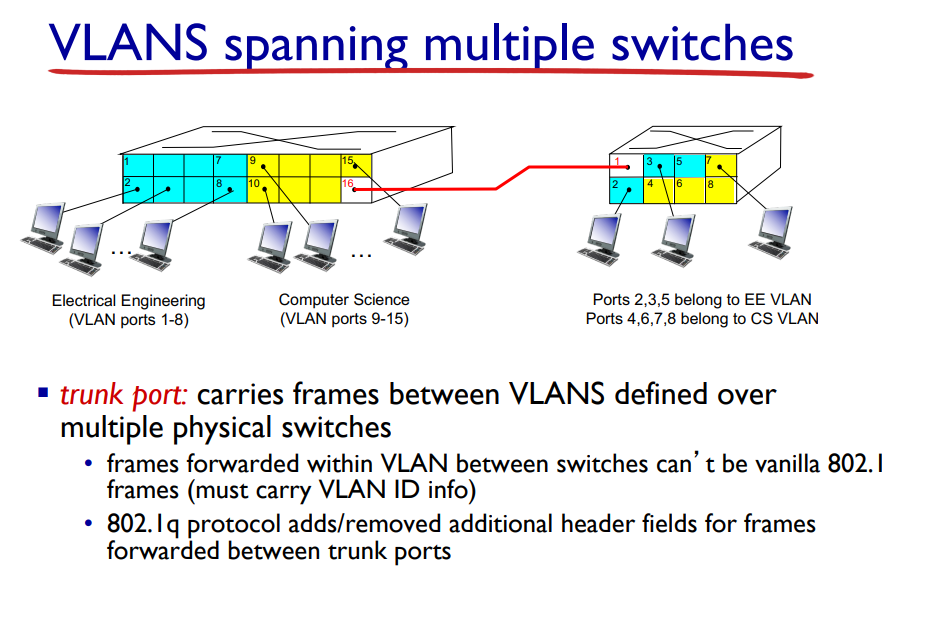 VLANS spanning multiple switches
1 7 9 15
2 8 10 16
1 3 5 7
2 4 6 8
...
...
Electrical Engineering
(VLAN ports 1-8)
Computer Science
(VLAN ports 9-15)
Ports 2,3,5 belong to EE VLAN
Ports 4,6,7,8 belong to CS VLAN
▪ trunk port: carries frames between VLANS defined over
multiple physical switches
• frames forwarded within VLAN between switches can’t be vanilla 802.1
frames (must carry VLAN ID info)
• 802.1q protocol adds/removed additional header fields for frames
forwarded between trunk ports